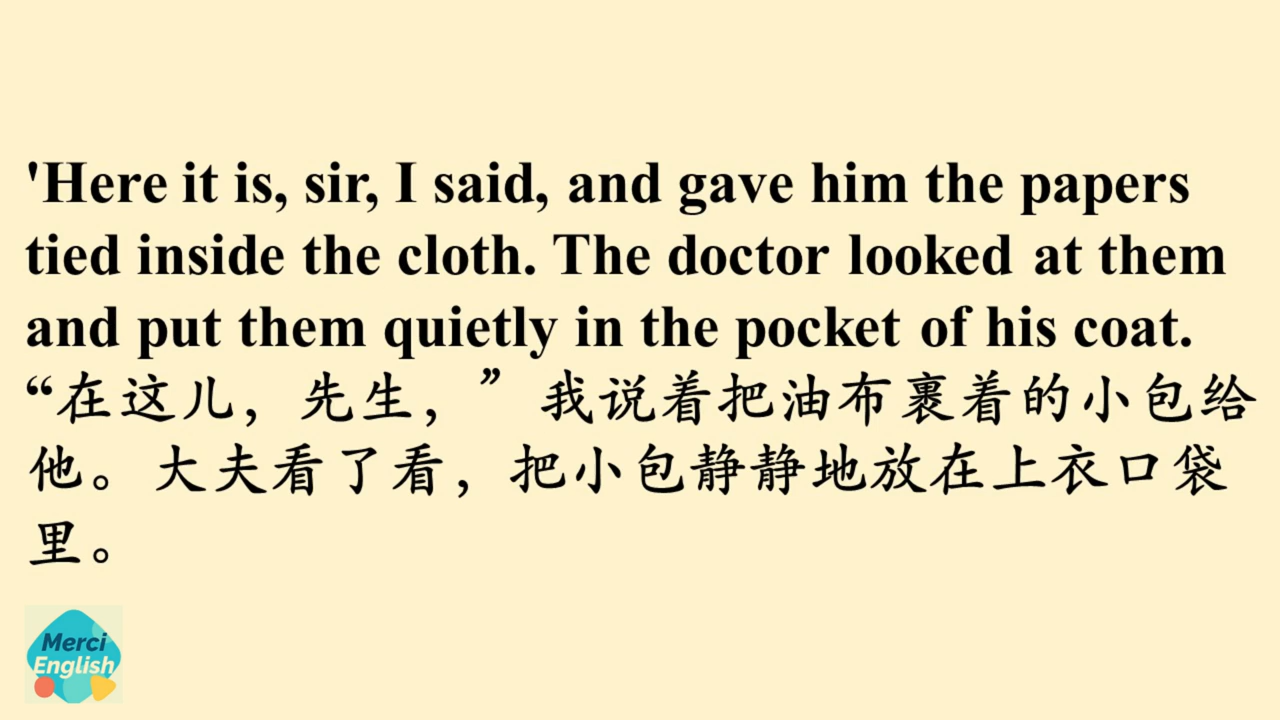 'Here it is, sir, I said, and gave him the papers
tied inside the cloth. The doctor looked at them
and put them quietly in the pocket of his coat.
“在这儿，先生，”我说着把油布裹着的小包给
他。大夫看了看，把小包静静地放在上衣口袋
里。
Merci
English